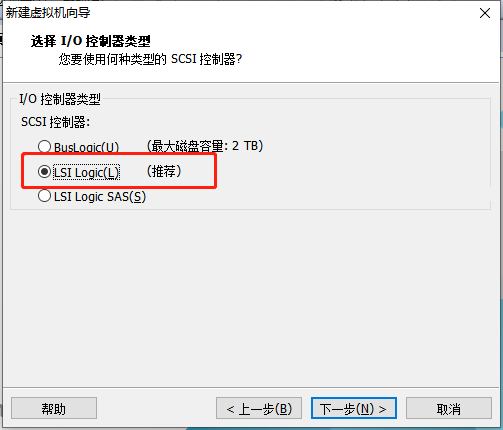 新建虚拟机向导
选择 I/O 控制器类型
您要使用何种类型的 SCSI 控制器?
I/O 控制器类型
SCSI 控制器:
BusLogic(U) (最大磁盘容量: 2 TB)
LSI Logic(L) (推荐)
LSI Logic SAS(S)
帮助 < 上一步(B) 下一步(N) > 取消